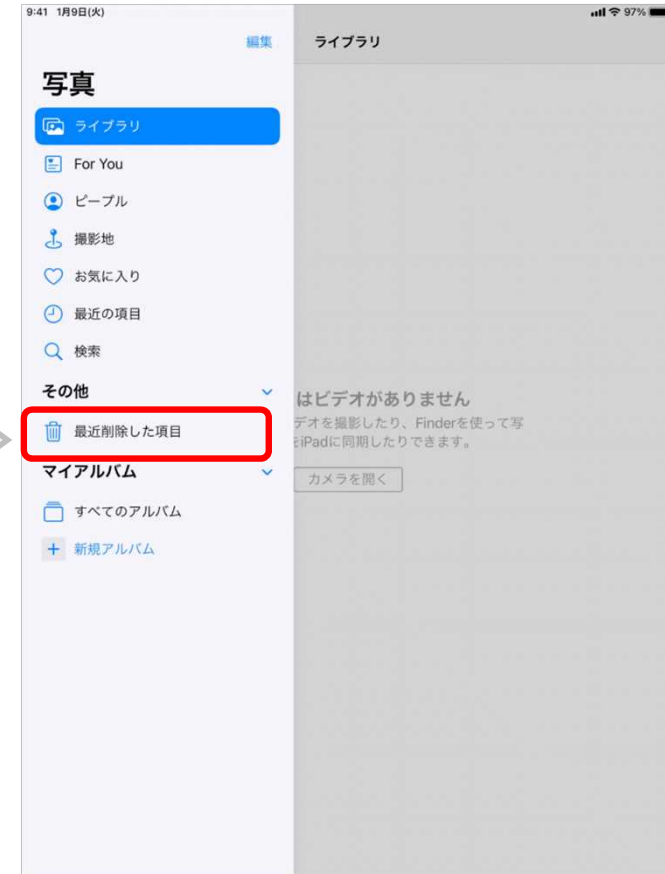 9:41 1月9日(火)
97%
編集
ライブラリ
写真
ライブラリ
For You
ピープル
撮影地
お気に入り
最近の項目
検索
その他
はビデオがありません
デオを撮影したり、Finderを使って写
最近削除した項目
iPadに同期したりできます。
マイアルバム
カメラを開く
すべてのアルバム
+ 新規アルバム